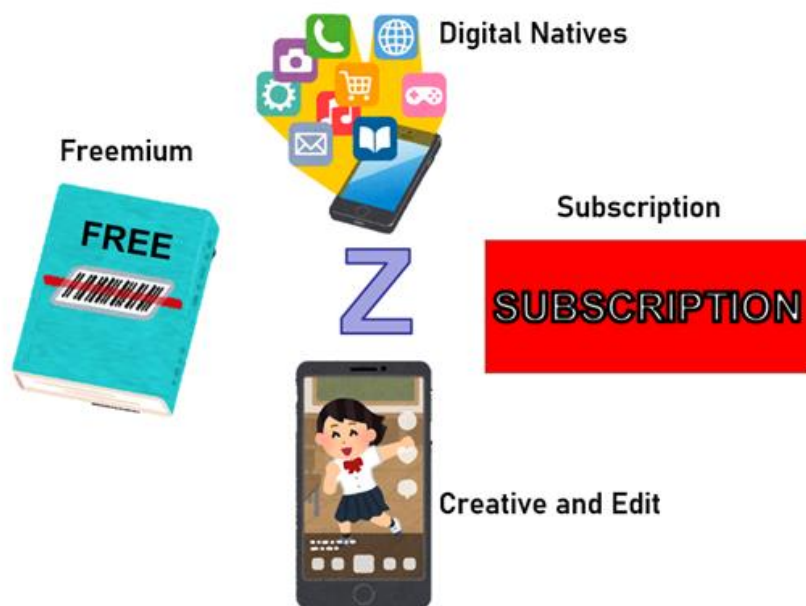 Digital Natives
Freemium
FREE
Subscription
SUBSCRIPTION
Z
Creative and Edit